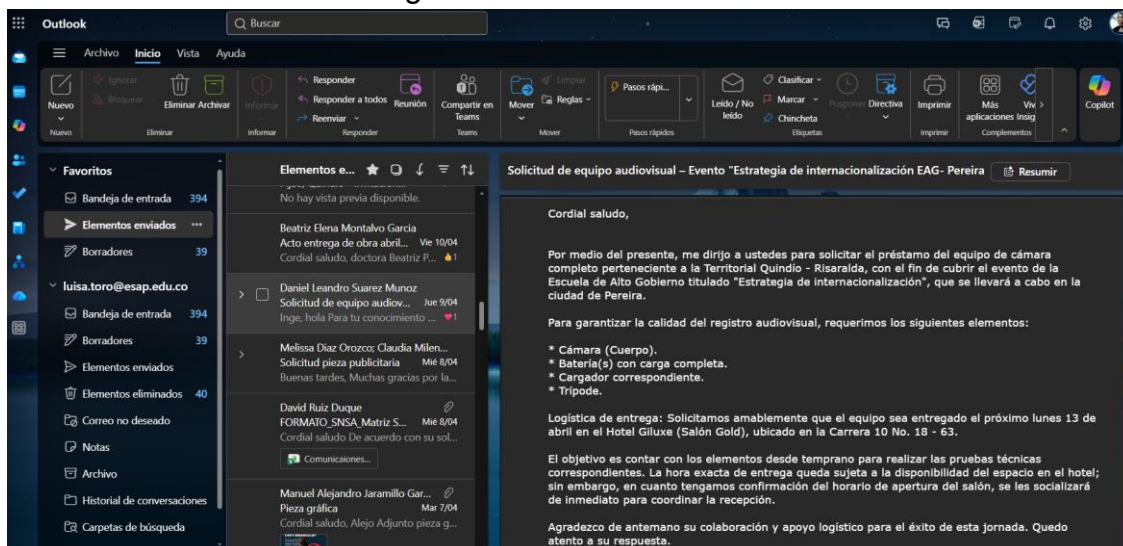 Outlook
Buscar
Archivo Inicio Vista Ayuda
Nuevo
Ignorar
Bloquear
Eliminar Archivar
Informar
Responder
Responder a todos
Reenviar
Reunión
Compartir en Teams
Mover
Limpiar
Reglas
Pasos rápi...
Leído / No leído
Clasificar
Marcar
Chincheta
Posponer
Directiva
Imprimir
Más aplicaciones
Viv
Insig
Copilot
Nuevo Eliminar Informar Responder Teams Mover Pasos rápidos Etiquetas Imprimir Complementos
Favoritos
Bandeja de entrada 394
Elementos enviados ...
Borradores 39
luisa.toro@esap.edu.co
Bandeja de entrada 394
Borradores 39
Elementos enviados
Elementos eliminados 40
Correo no deseado
Notas
Archivo
Historial de conversaciones
Carpetas de búsqueda
Elementos e...
No hay vista previa disponible.
Beatriz Elena Montalvo Garcia
Acto entrega de obra abril... Vie 10/04
Cordial saludo, doctora Beatriz P... 1
Daniel Leandro Suarez Munoz
Solicitud de equipo audiov... Jue 9/04
Inge, hola Para tu conocimiento ... 1
Melissa Diaz Orozco; Claudia Milen...
Solicitud pieza publicitaria Mié 8/04
Buenas tardes, Muchas gracias por la...
David Ruiz Duque
FORMATO_SNSA_Matriz S... Mié 8/04
Cordial saludo De acuerdo con su sol...
Comunicaiones...
Manuel Alejandro Jaramillo Gar...
Pieza gráfica Mar 7/04
Cordial saludo, Alejo Adjunto pieza g...
Solicitud de equipo audiovisual – Evento "Estrategia de internacionalización EAG- Pereira
Resumir
Cordial saludo,
Por medio del presente, me dirijo a ustedes para solicitar el préstamo del equipo de cámara
completo perteneciente a la Territorial Quindío - Risaralda, con el fin de cubrir el evento de la
Escuela de Alto Gobierno titulado "Estrategia de internacionalización", que se llevará a cabo en la
ciudad de Pereira.
Para garantizar la calidad del registro audiovisual, requerimos los siguientes elementos:
* Cámara (Cuerpo).
* Batería(s) con carga completa.
* Cargador correspondiente.
* Trípode.
Logística de entrega: Solicitamos amablemente que el equipo sea entregado el próximo lunes 13 de
abril en el Hotel Giluxe (Salón Gold), ubicado en la Carrera 10 No. 18 - 63.
El objetivo es contar con los elementos desde temprano para realizar las pruebas técnicas
correspondientes. La hora exacta de entrega queda sujeta a la disponibilidad del espacio en el hotel;
sin embargo, en cuanto tengamos confirmación del horario de apertura del salón, se les socializará
de inmediato para coordinar la recepción.
Agradezco de antemano su colaboración y apoyo logístico para el éxito de esta jornada. Quedo
atento a su respuesta.